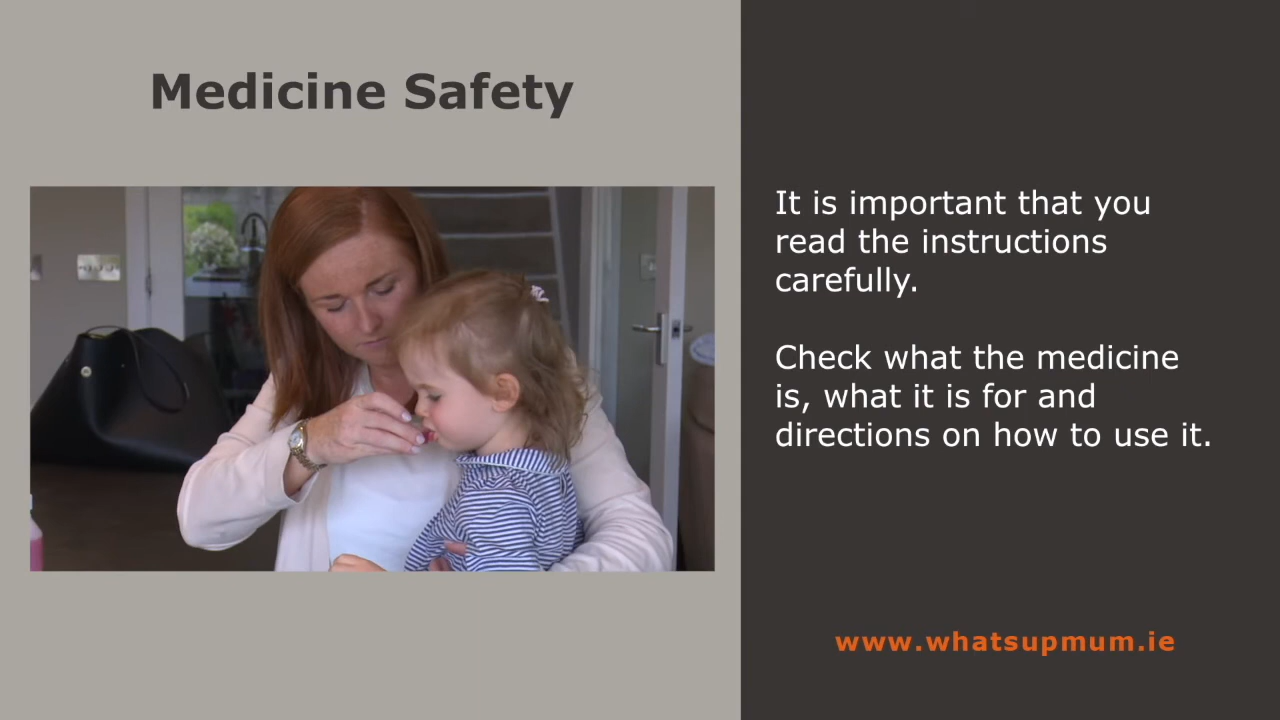 Medicine Safety
It is important that you
read the instructions
carefully.
Check what the medicine
is, what it is for and
directions on how to use it.
www.whatsupmum.ie